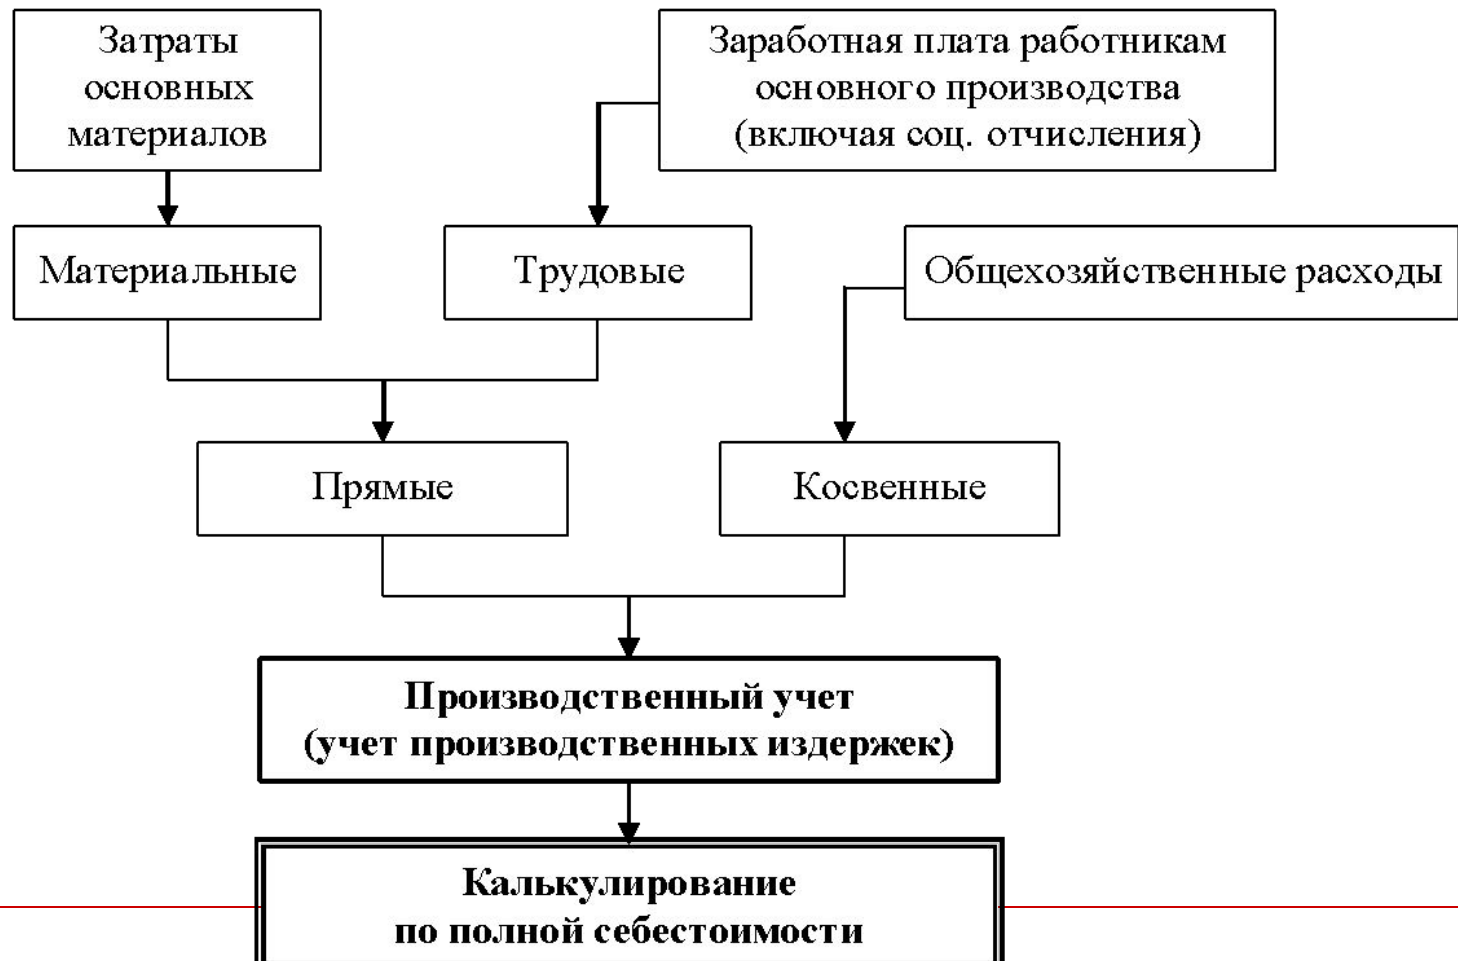 Затраты
основных
материалов
Заработная плата работникам
основного производства
(включая соц. отчисления)
Материальные
Трудовые
Общехозяйственные расходы
Прямые
Косвенные
Производственный учет
(учет производственных издержек)
Калькулирование
по полной себестоимости